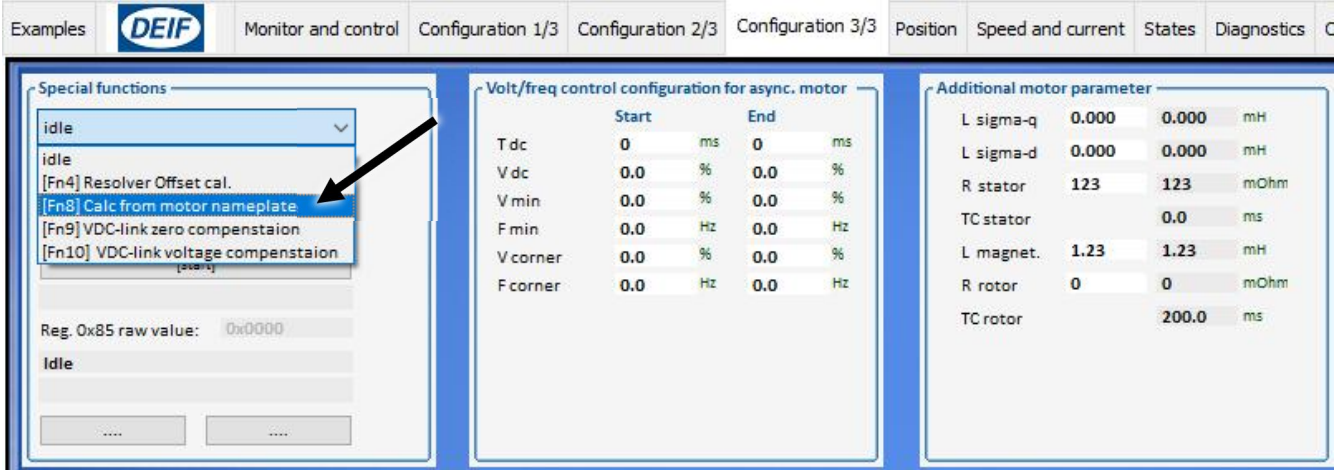 Examples DEIF Monitor and control Configuration 1/3 Configuration 2/3 Configuration 3/3 Position Speed and current States Diagnostics
Special functions
idle
idle
[Fn4] Resolver Offset cal.
[Fn8] Calc from motor nameplate
[Fn9] VDC-link zero compenstaion
[Fn10] VDC-link voltage compenstaion
[start]
Reg. 0x85 raw value: 0x0000
Idle
.... ....
Volt/freq control configuration for async. motor
Start End
T dc 0 ms 0 ms
V dc 0.0 % 0.0 %
V min 0.0 % 0.0 %
F min 0.0 Hz 0.0 Hz
V corner 0.0 % 0.0 %
F corner 0.0 Hz 0.0 Hz
Additional motor parameter
L sigma-q 0.000 0.000 mH
L sigma-d 0.000 0.000 mH
R stator 123 123 mOhm
TC stator 0.0 ms
L magnet. 1.23 1.23 mH
R rotor 0 0 mOhm
TC rotor 200.0 ms